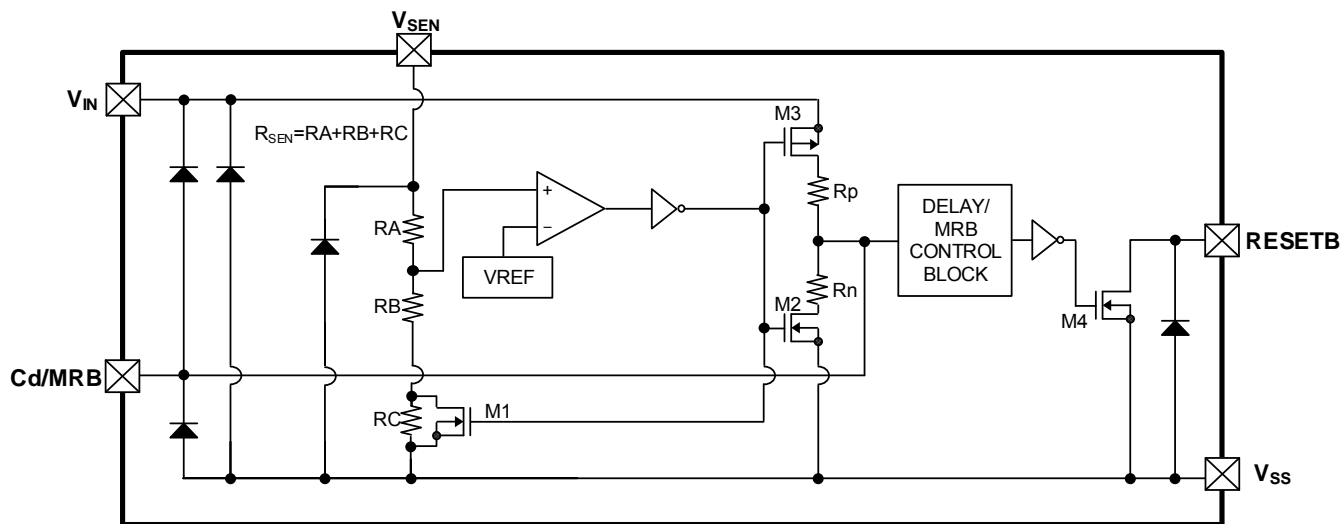 VSEN
VIN
M3
RSEN=RA+RB+RC
Rp
RA
+
−
VREF
DELAY/
MRB
CONTROL
BLOCK
RESETB
RB
Rn
M2
M4
Cd/MRB
RC
M1
VSS